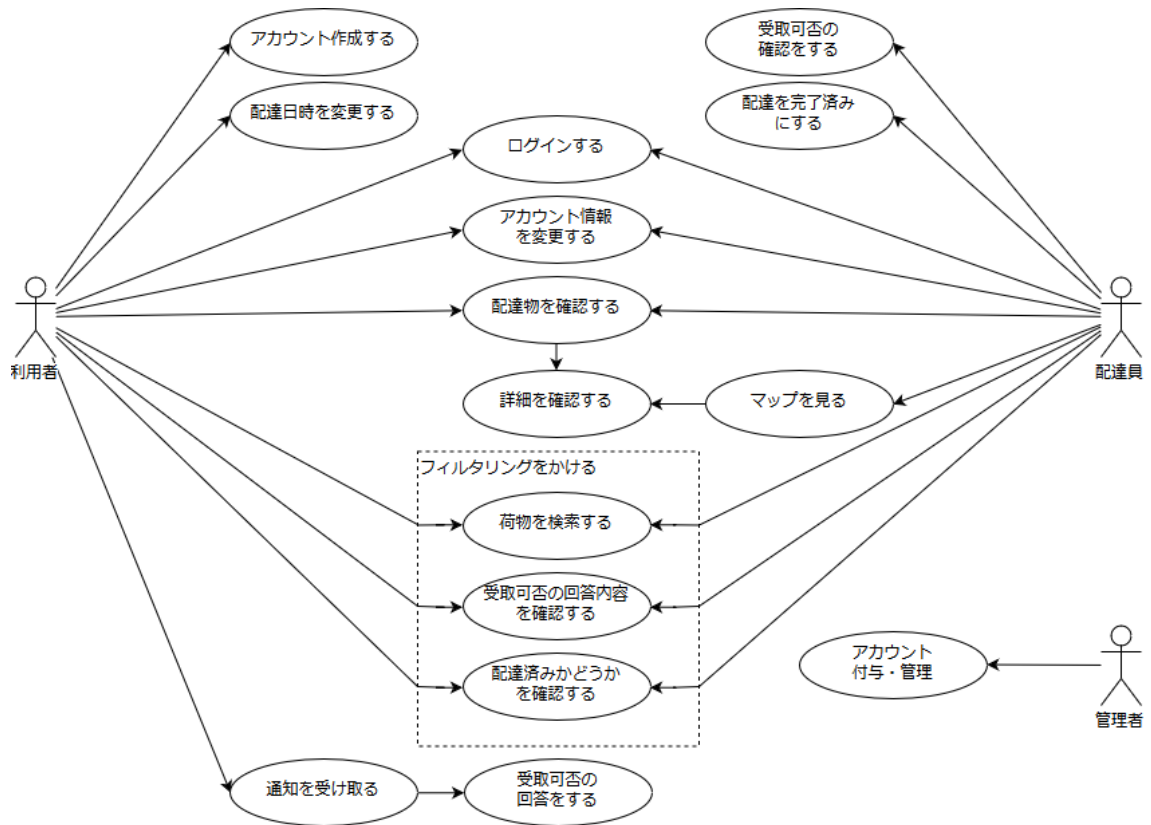 アカウント作成する
受取可否の
確認をする
配達日時を変更する
配達を完了済み
にする
ログインする
アカウント情報
を変更する
配達物を確認する
利用者
配達員
詳細を確認する
マップを見る
フィルタリングをかける
荷物を検索する
受取可否の回答内容
を確認する
配達済みかどうか
を確認する
アカウント
付与・管理
管理者
通知を受け取る
受取可否の
回答をする